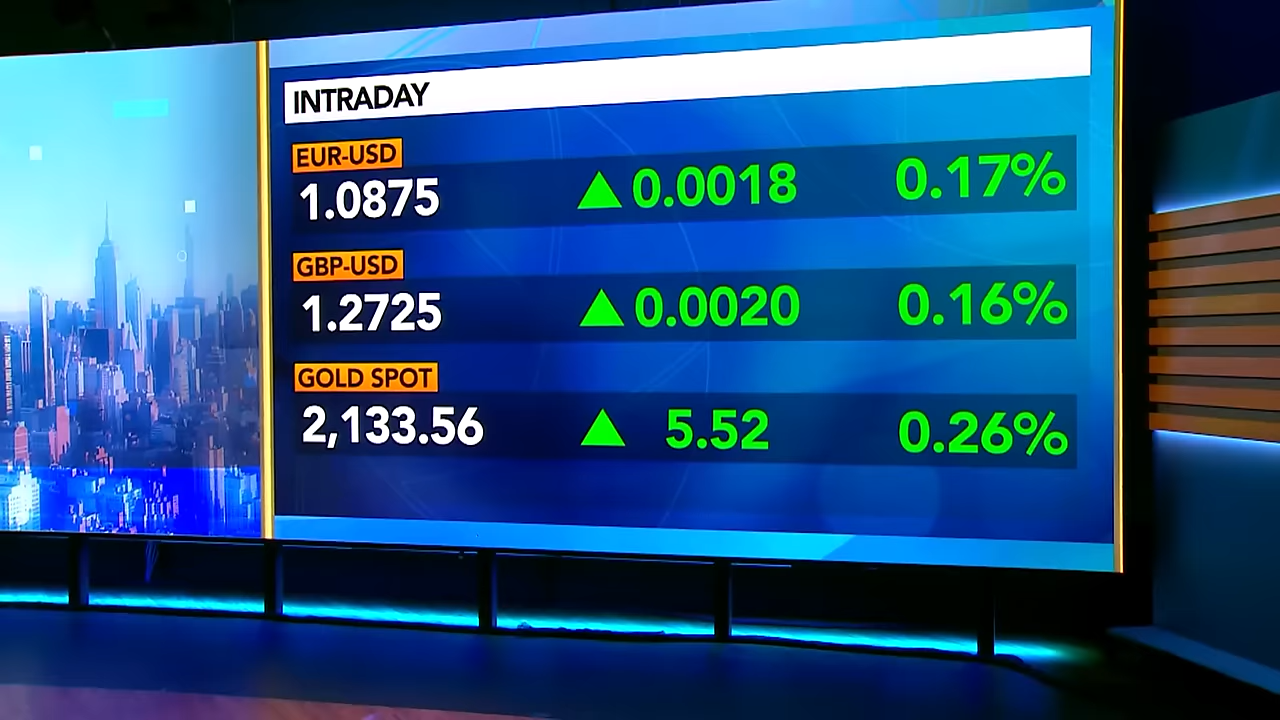 INTRADAY
EUR-USD
1.0875 ▲ 0.0018 0.17%
GBP-USD
1.2725 ▲ 0.0020 0.16%
GOLD SPOT
2,133.56 ▲ 5.52 0.26%